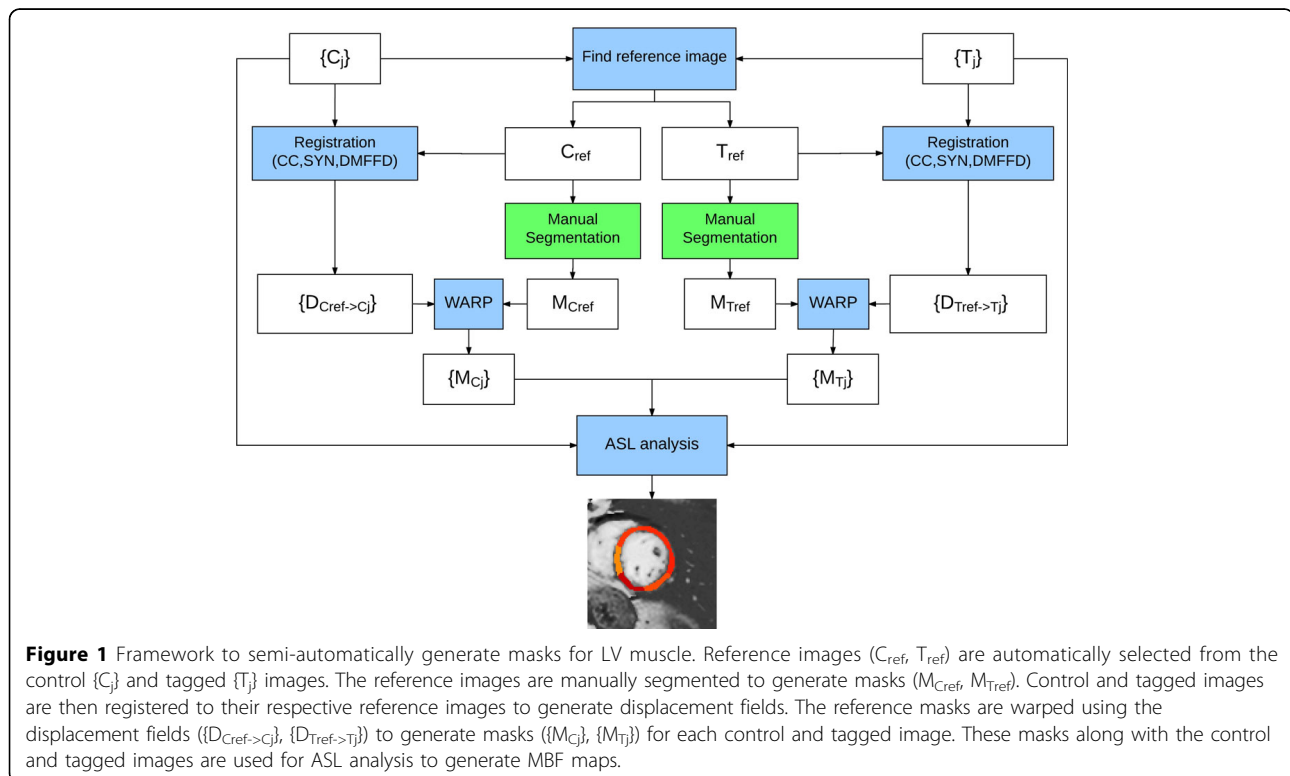 {Cj}
Find reference image
{Tj}
Registration
(CC,SYN,DMFFD)
Cref
Tref
Registration
(CC,SYN,DMFFD)
Manual
Segmentation
Manual
Segmentation
{DCref->Cj}
WARP
MCref
MTref
WARP
{DTref->Tj}
{MCj}
{MTj}
ASL analysis
Figure 1 Framework to semi-automatically generate masks for LV muscle. Reference images (Cref, Tref) are automatically selected from the
control {Cj} and tagged {Tj} images. The reference images are manually segmented to generate masks (MCref, MTref). Control and tagged images
are then registered to their respective reference images to generate displacement fields. The reference masks are warped using the
displacement fields ({DCref->Cj}, {DTref->Tj}) to generate masks ({MCj}, {MTj}) for each control and tagged image. These masks along with the control
and tagged images are used for ASL analysis to generate MBF maps.